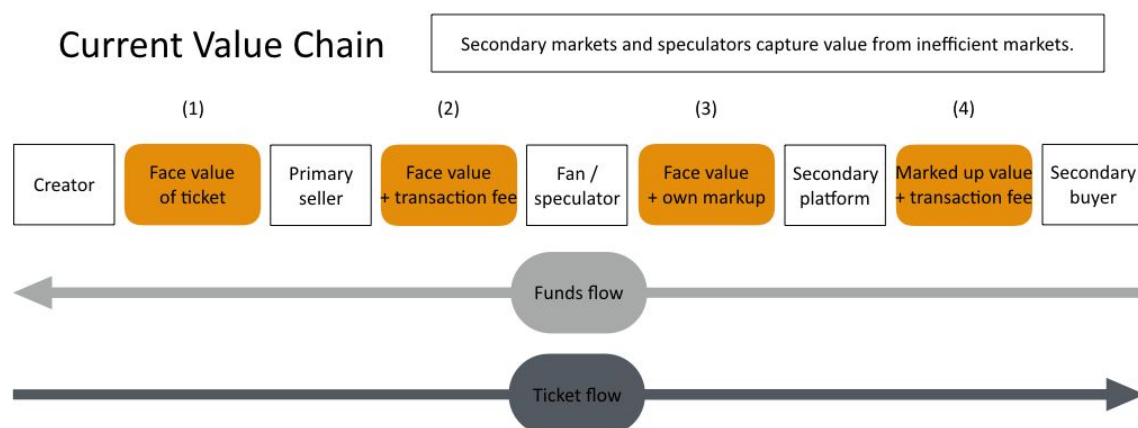 Current Value Chain
Secondary markets and speculators capture value from inefficient markets.
(1)
(2)
(3)
(4)
Creator
Face value
of ticket
Primary
seller
Face value
+ transaction fee
Fan /
speculator
Face value
+ own markup
Secondary
platform
Marked up value
+ transaction fee
Secondary
buyer
Funds flow
Ticket flow